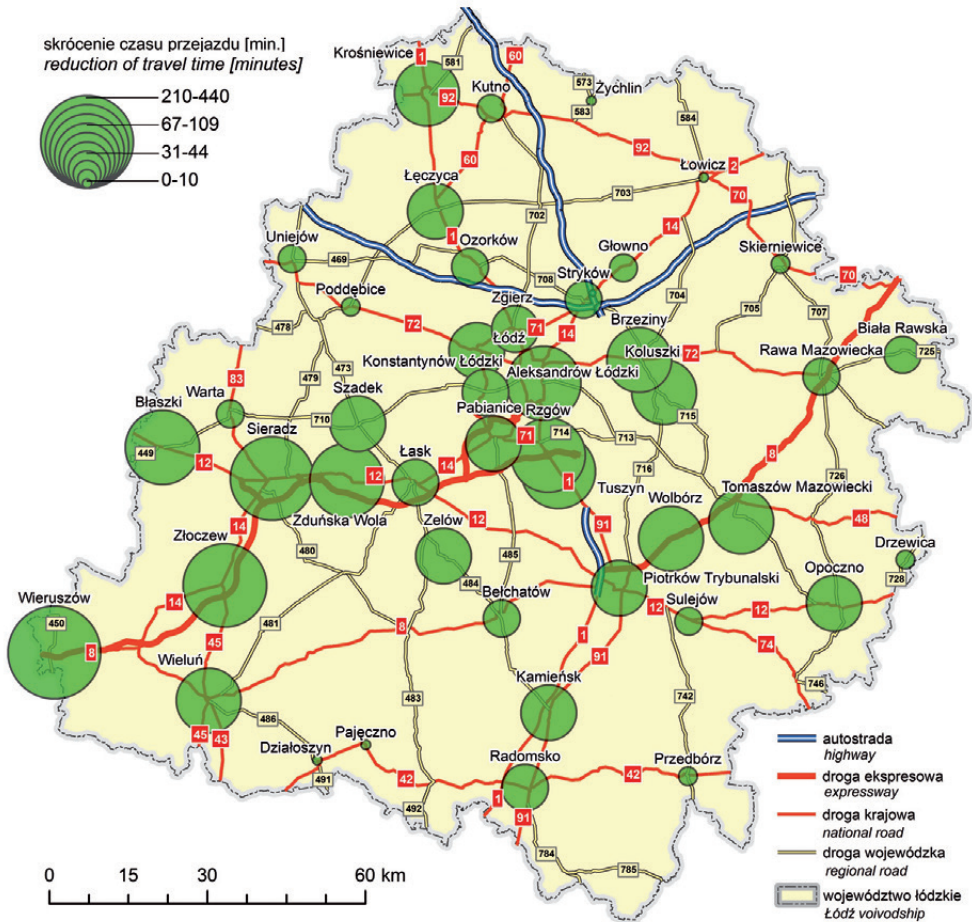 skrócenie czasu przejazdu [min.]
reduction of travel time [minutes]
210-440
67-109
31-44
0-10
Krośniewice
1
581
60
573
Żychlin
92
Kutno
583
584
60
92
Łowicz
2
Łęczyca
703
70
702
1
14
Uniejów
469
Ozorków
Głowno
Skierniewice
708
Stryków
70
Poddębice
Zgierz
704
478
72
71
14
Brzeziny
705
707
Łódź
Biała Rawska
Konstantynów Łódzki
Koluszki
72
Rawa Mazowiecka
725
473
Aleksandrów Łódzki
83
479
Szadek
Warta
Błaszki
710
Pabianice
Rzgów
715
Sieradz
71
714
713
449
12
Łask
14
716
8
12
1
726
Tuszyn
Wolbórz
Tomaszów Mazowiecki
14
Zduńska Wola
12
91
48
Złoczew
480
Zelów
485
Drzewica
484
Piotrków Trybunalski
Opoczno
728
Wieruszów
14
Bełchatów
Sulejów
12
12
450
481
8
1
74
8
45
91
Wieluń
Kamieńsk
746
483
742
486
45
43
Pajęczno
Działoszyn
Radomsko
Przedbórz
491
42
42
492
1
91
784
785
autostrada
highway
droga ekspresowa
expressway
droga krajowa
national road
droga wojewódzka
regional road
województwo łódzkie
Łódź voivodship
0 15 30 60 km